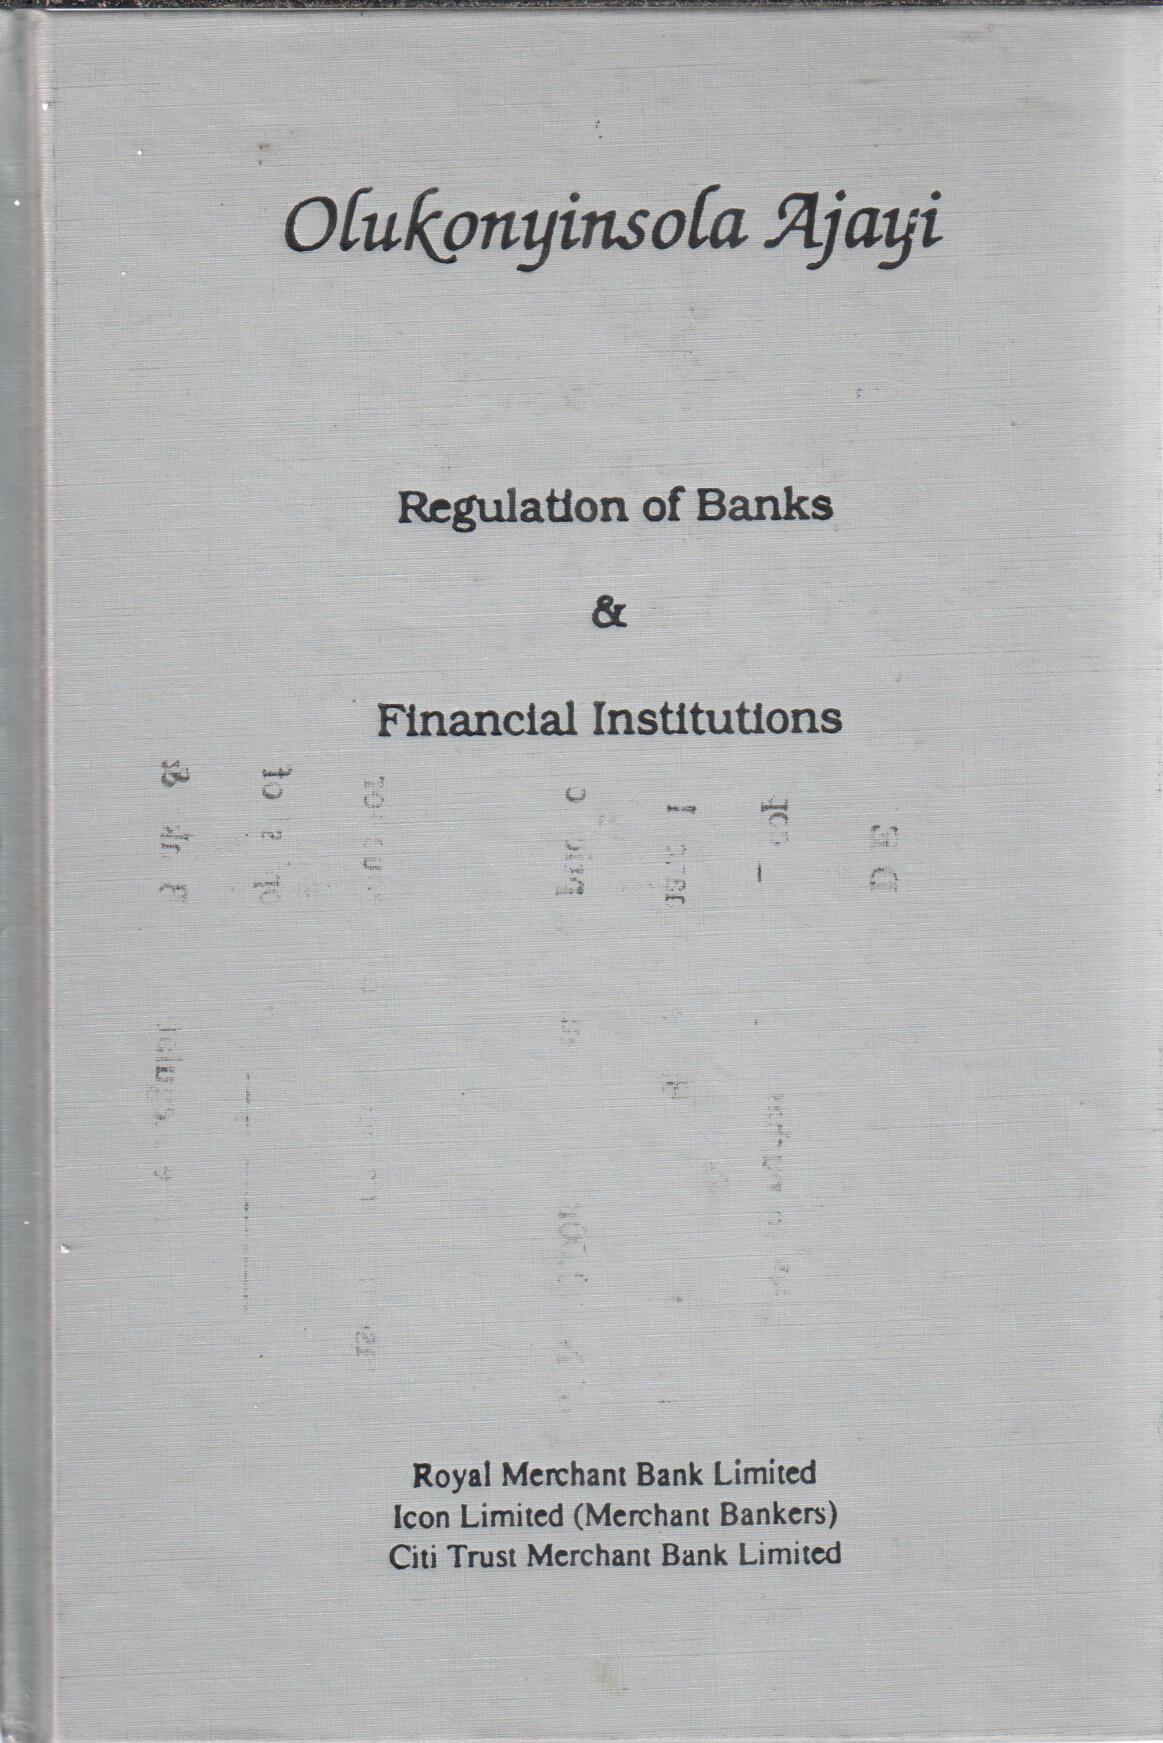 Olukonyinsola Ajayi
Regulation of Banks
&
Financial Institutions
Royal Merchant Bank Limited
Icon Limited (Merchant Bankers)
Citi Trust Merchant Bank Limited